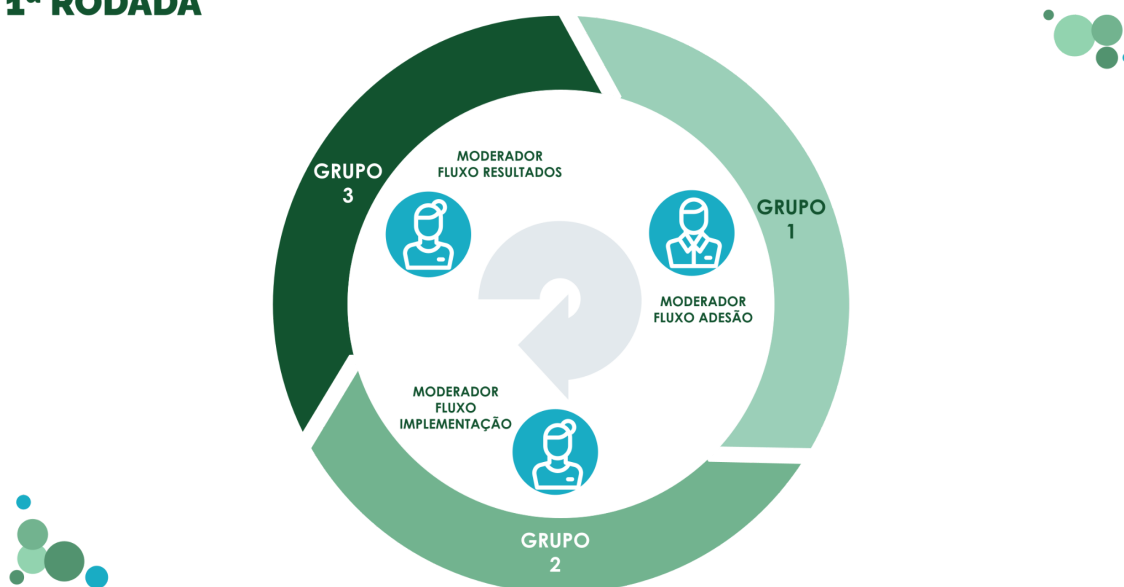 1ª RODADA
MODERADOR
FLUXO RESULTADOS
GRUPO
3
GRUPO
1
MODERADOR
FLUXO ADESÃO
MODERADOR
FLUXO
IMPLEMENTAÇÃO
GRUPO
2